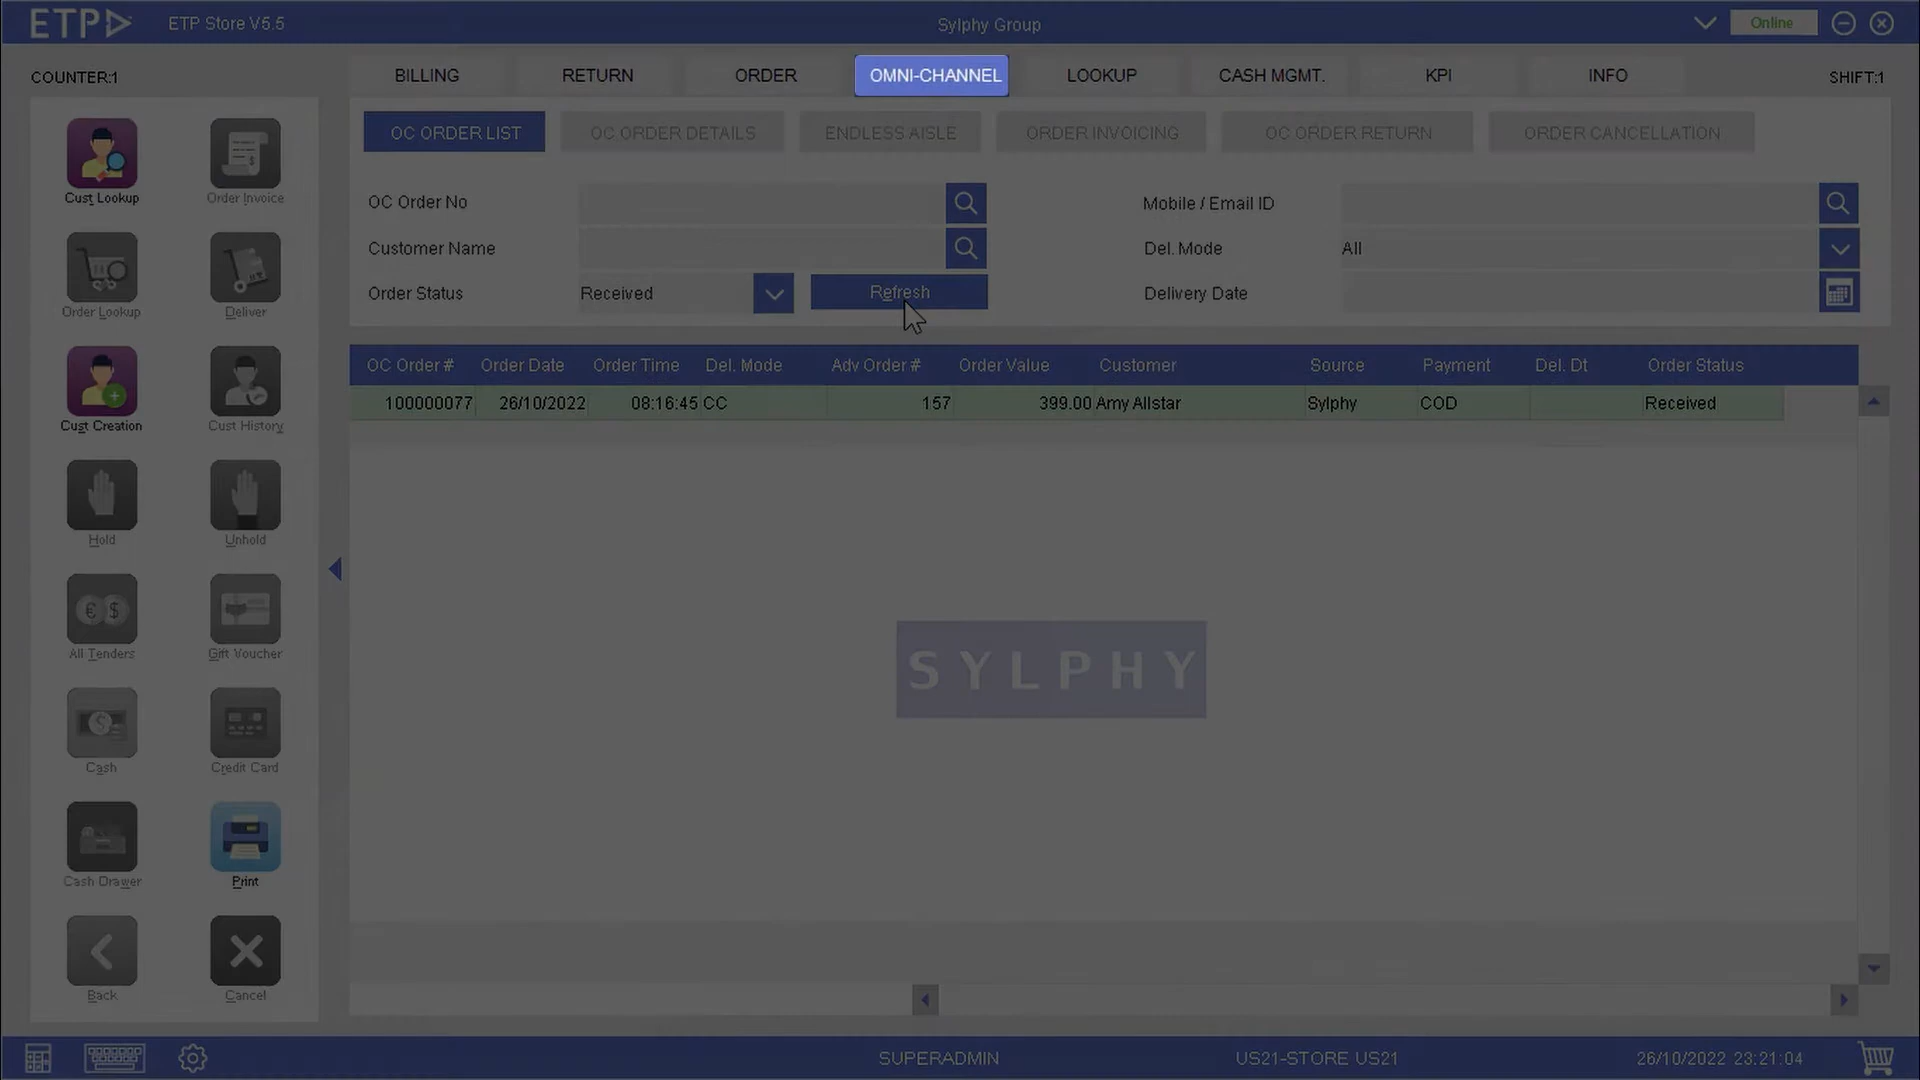 ETP
ETP Store V5.5
Sylphy Group
Online
COUNTER:1
BILLING
RETURN
ORDER
OMNI-CHANNEL
LOOKUP
CASH MGMT.
KPI
INFO
SHIFT:1
OC ORDER LIST
OC ORDER DETAILS
ENDLESS AISLE
ORDER INVOICING
OC ORDER RETURN
ORDER CANCELLATION
OC Order No
Mobile / Email ID
Customer Name
Del. Mode
All
Order Status
Received
Refresh
Delivery Date
OC Order # Order Date Order Time Del. Mode Adv Order # Order Value Customer Source Payment Del. Dt Order Status
100000077 26/10/2022 08:16:45 CC 157 399.00 Amy Allstar Sylphy COD Received
SYLPHY
Cust Lookup
Order Invoice
Order Lookup
Deliver
Cust Creation
Cust History
Hold
Unhold
All Tenders
Gift Voucher
Cash
Credit Card
Cash Drawer
Print
Back
Cancel
SUPERADMIN
US21-STORE US21
26/10/2022 23:21:04